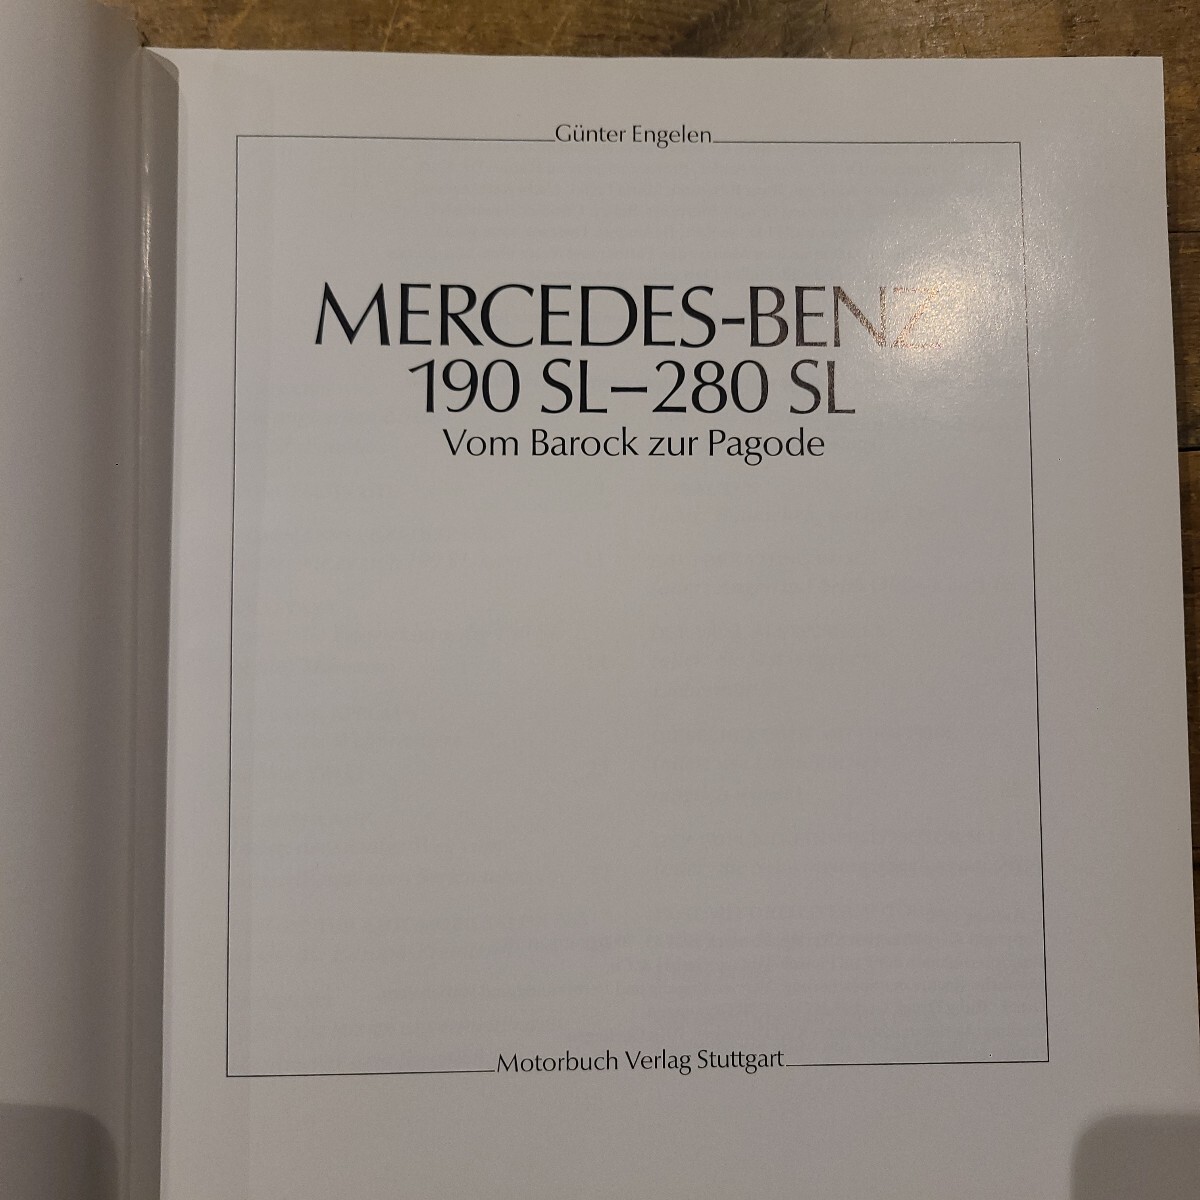 Günter Engelen
MERCEDES-BENZ
190 SL–280 SL
Vom Barock zur Pagode
Motorbuch Verlag Stuttgart